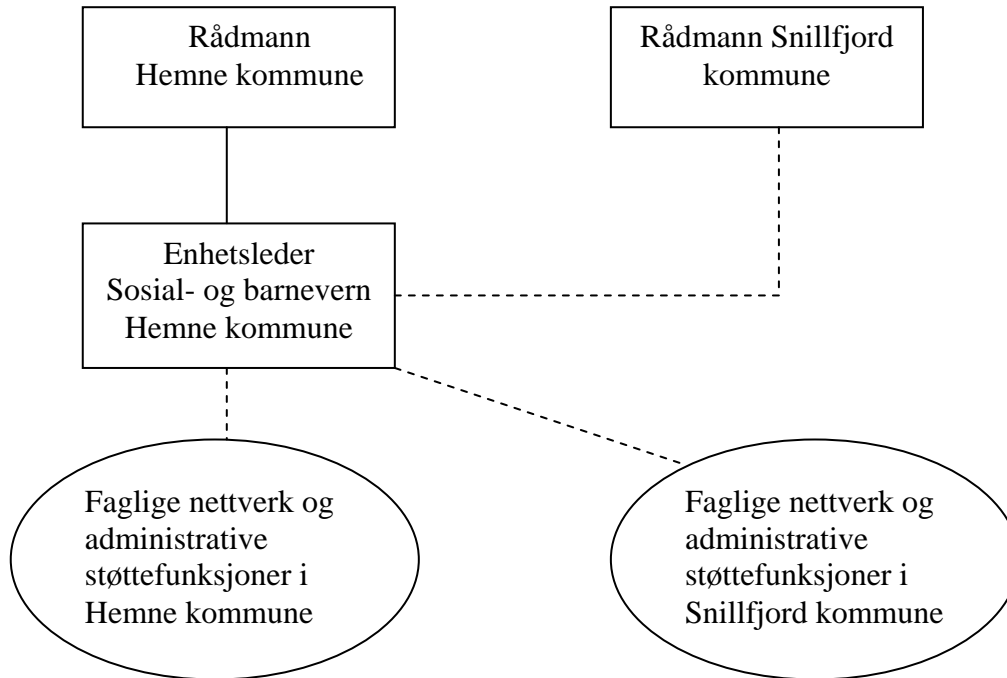 Rådmann
Hemne kommune
Rådmann Snillfjord
kommune
Enhetsleder
Sosial- og barnevern
Hemne kommune
Faglige nettverk og
administrative
støttefunksjoner i
Hemne kommune
Faglige nettverk og
administrative
støttefunksjoner i
Snillfjord kommune